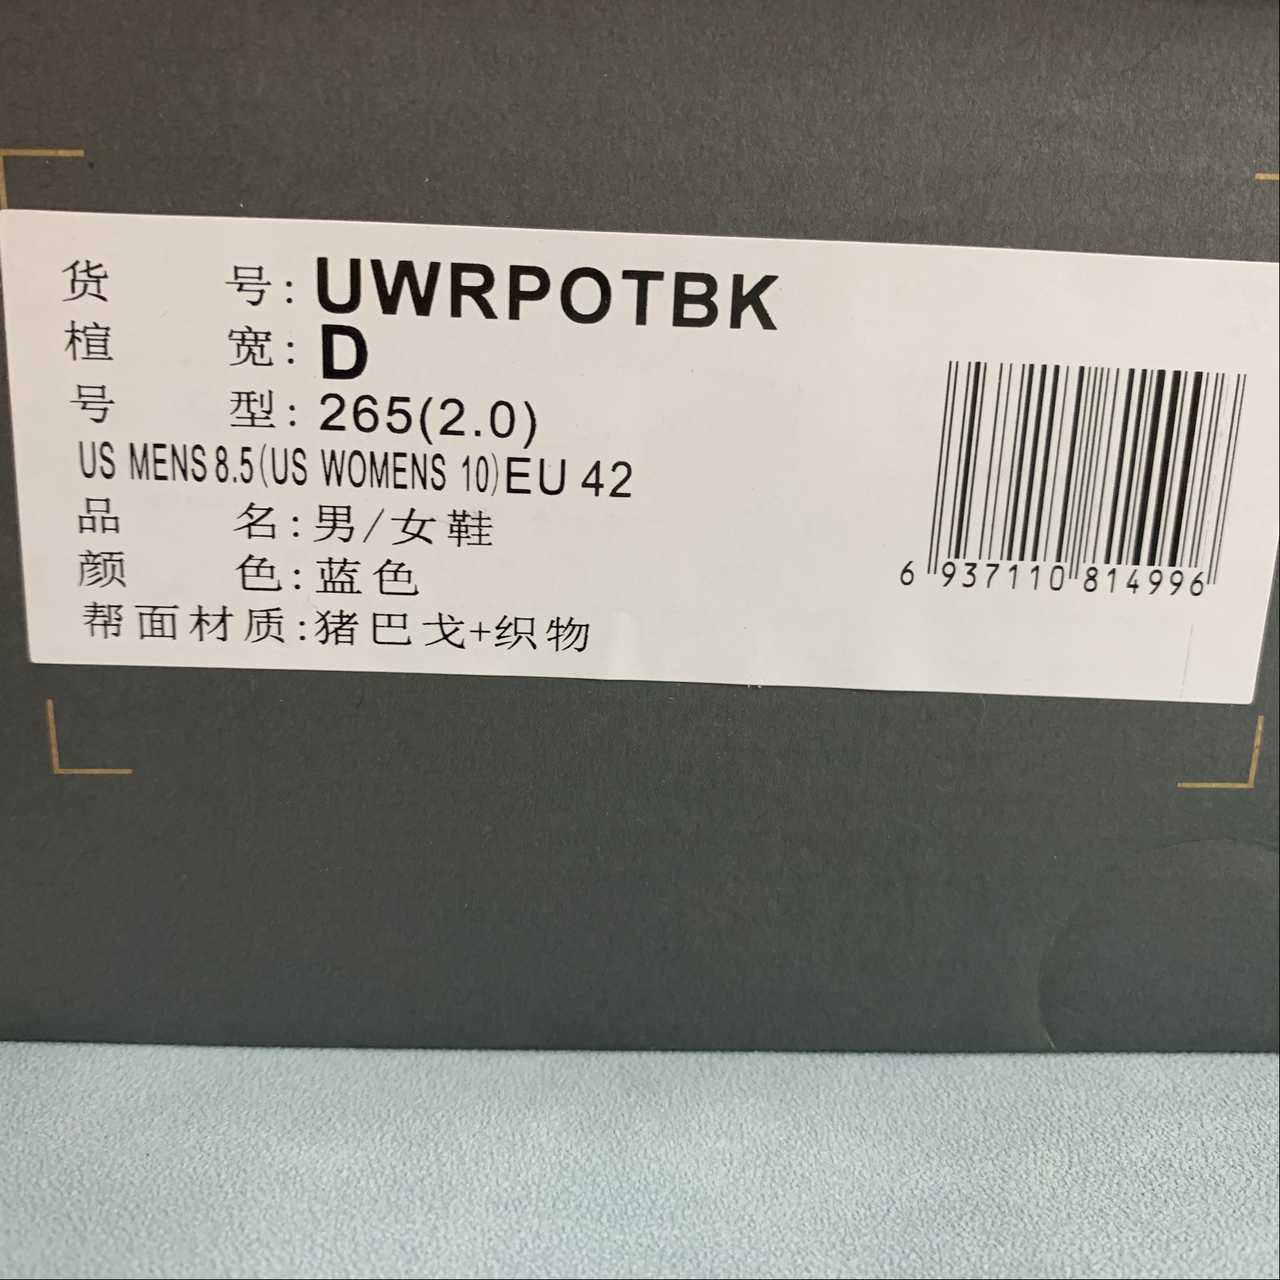 货 号: UWRPOTBK
楦 宽: D
号 型: 265(2.0)
US MENS 8.5(US WOMENS 10)EU 42
品 名: 男/女鞋
颜 色: 蓝色
帮面材质: 猪巴戈+织物
6 937110 814996